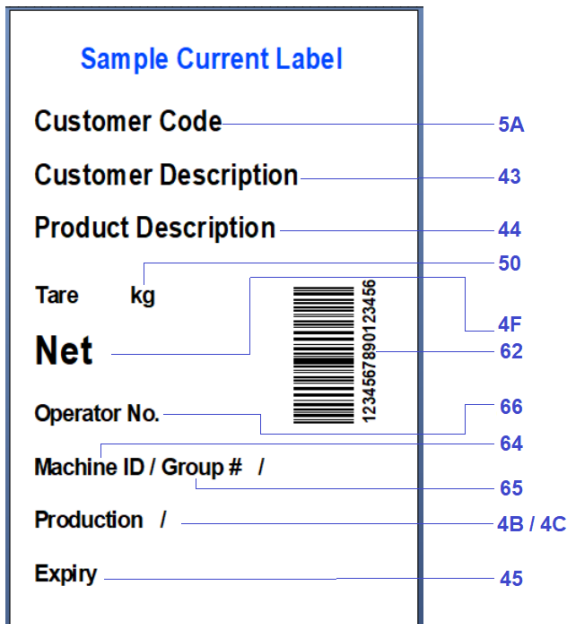 Sample Current Label
Customer Code 5A
Customer Description 43
Product Description 44
50
Tare kg
4F
Net 62
1234567890123456
Operator No. 66
64
Machine ID / Group # /
65
Production / 4B / 4C
Expiry 45